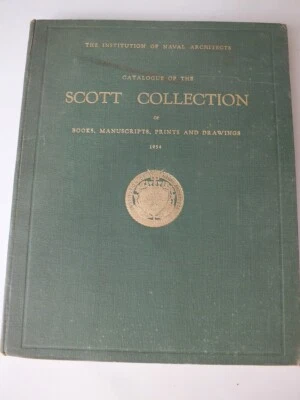 THE INSTITUTION OF NAVAL ARCHITECTS
CATALOGUE OF THE
SCOTT COLLECTION
OF
BOOKS, MANUSCRIPTS, PRINTS AND DRAWINGS
1954